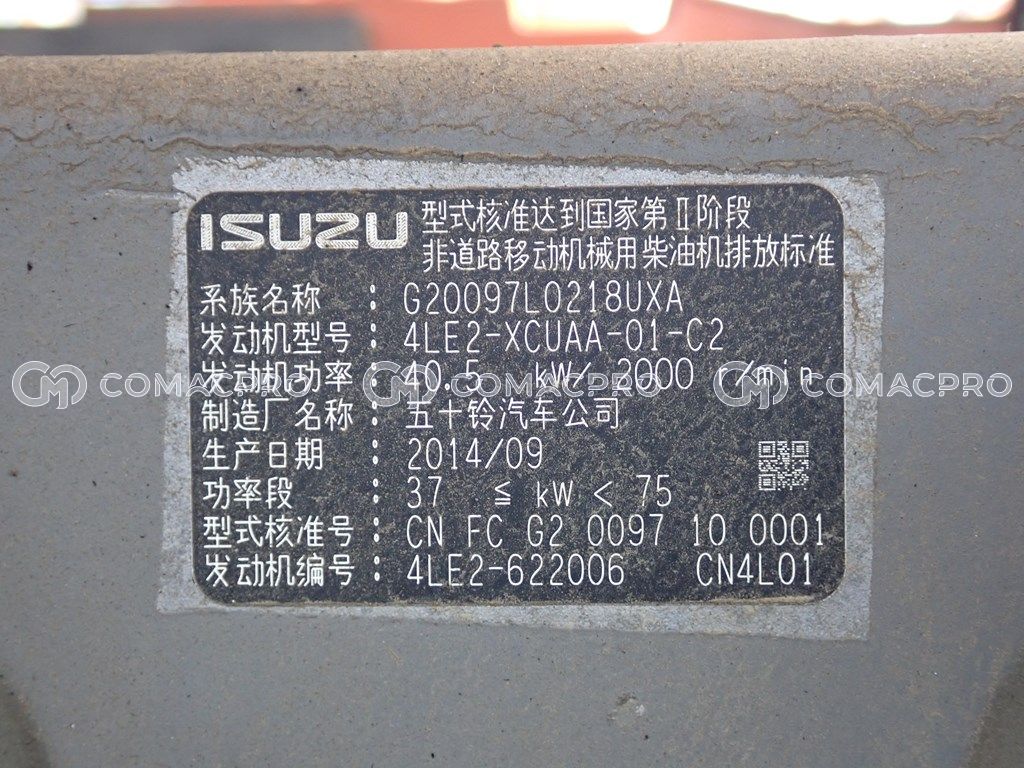 ISUZU
型式核准达到国家第Ⅱ阶段
非道路移动机械用柴油机排放标准
系族名称 : G20097L0218UXA
发动机型号 : 4LE2-XCUAA-01-C2
发动机功率 : 40.5 kW/ 2000 r/min
制造厂名称 : 五十铃汽车公司
生产日期 : 2014/09
功率段 : 37 ≦ kW < 75
型式核准号 : CN FC G2 0097 10 0001
发动机编号 : 4LE2-622006 CN4L01
COMACPRO COMACPRO COMACPRO